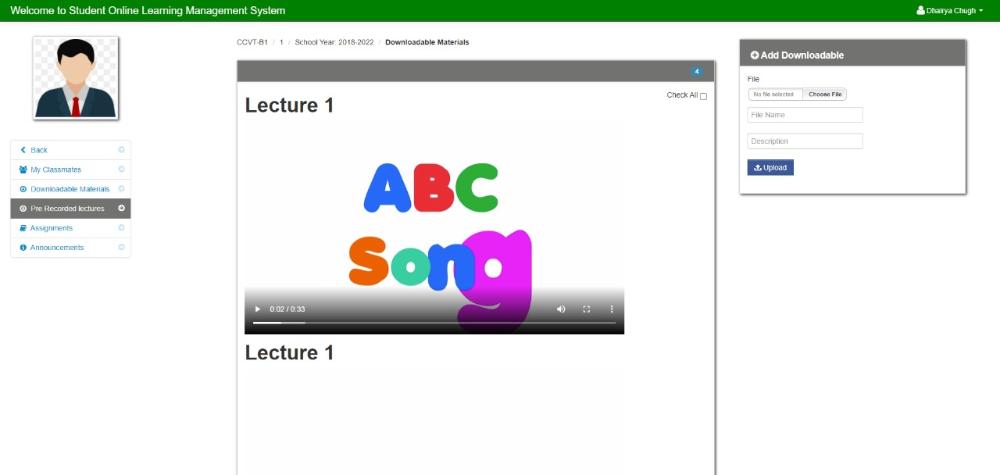 Welcome to Student Online Learning Management System
Dhairya Chugh
CCVT-B1 / 1 / School Year: 2018-2022 / Downloadable Materials
4
Check All
Lecture 1
ABC
Song
0:02 / 0:33
Lecture 1
Back
My Classmates
Downloadable Materials
Pre Recorded lectures
Assignments
Announcements
Add Downloadable
File
No file selected Choose File
File Name
Description
Upload